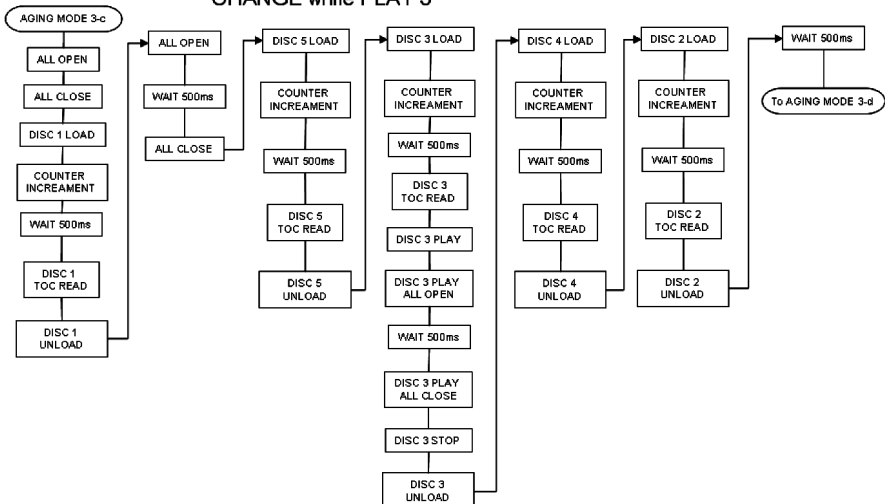 CHANGE while PLAY 3
AGING MODE 3-c
ALL OPEN
ALL CLOSE
DISC 1 LOAD
COUNTER
INCREAMENT
WAIT 500ms
DISC 1
TOC READ
DISC 1
UNLOAD
ALL OPEN
WAIT 500ms
ALL CLOSE
DISC 5 LOAD
COUNTER
INCREAMENT
WAIT 500ms
DISC 5
TOC READ
DISC 5
UNLOAD
DISC 3 LOAD
COUNTER
INCREAMENT
WAIT 500ms
DISC 3
TOC READ
DISC 3 PLAY
DISC 3 PLAY
ALL OPEN
WAIT 500ms
DISC 3 PLAY
ALL CLOSE
DISC 3 STOP
DISC 3
UNLOAD
DISC 4 LOAD
COUNTER
INCREAMENT
WAIT 500ms
DISC 4
TOC READ
DISC 4
UNLOAD
DISC 2 LOAD
COUNTER
INCREAMENT
WAIT 500ms
DISC 2
TOC READ
DISC 2
UNLOAD
WAIT 500ms
To AGING MODE 3-d